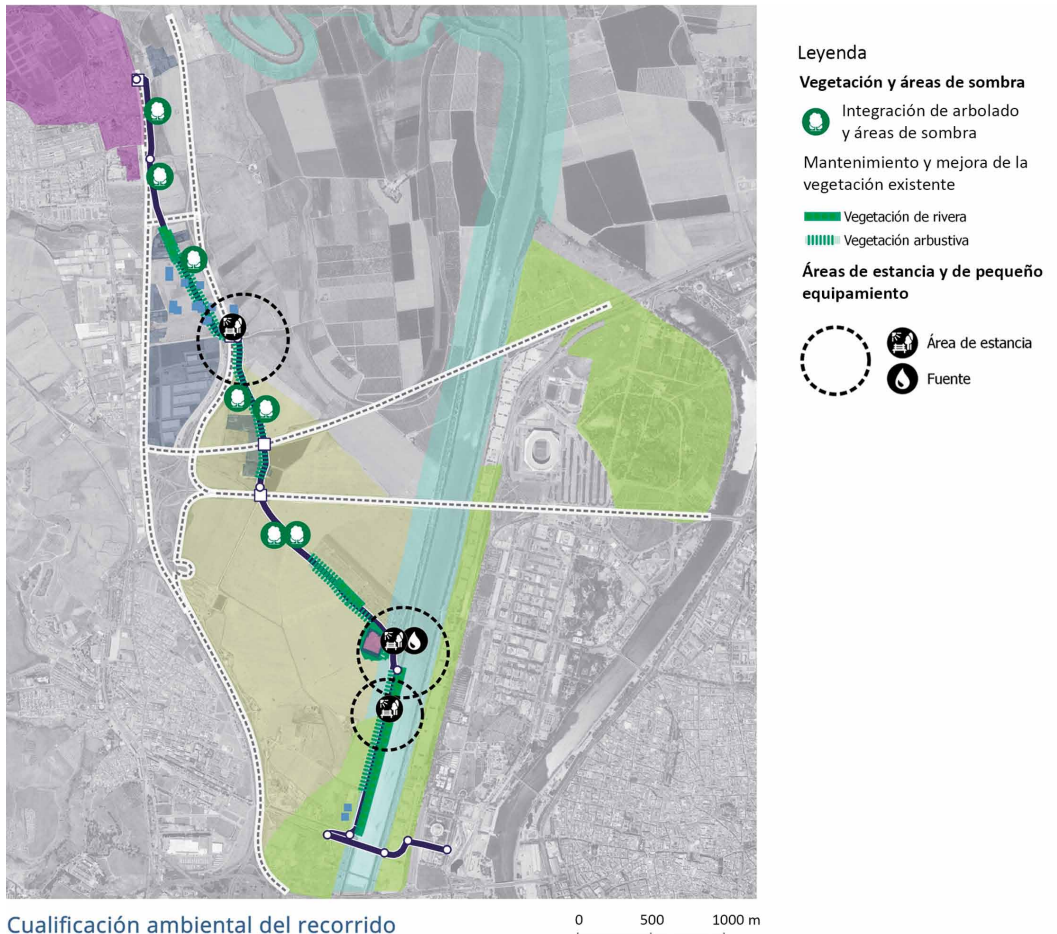 Leyenda
Vegetación y áreas de sombra
Integración de arbolado
y áreas de sombra
Mantenimiento y mejora de la
vegetación existente
Vegetación de rivera
Vegetación arbustiva
Áreas de estancia y de pequeño
equipamiento
Área de estancia
Fuente
Cualificación ambiental del recorrido
0 500 1000 m